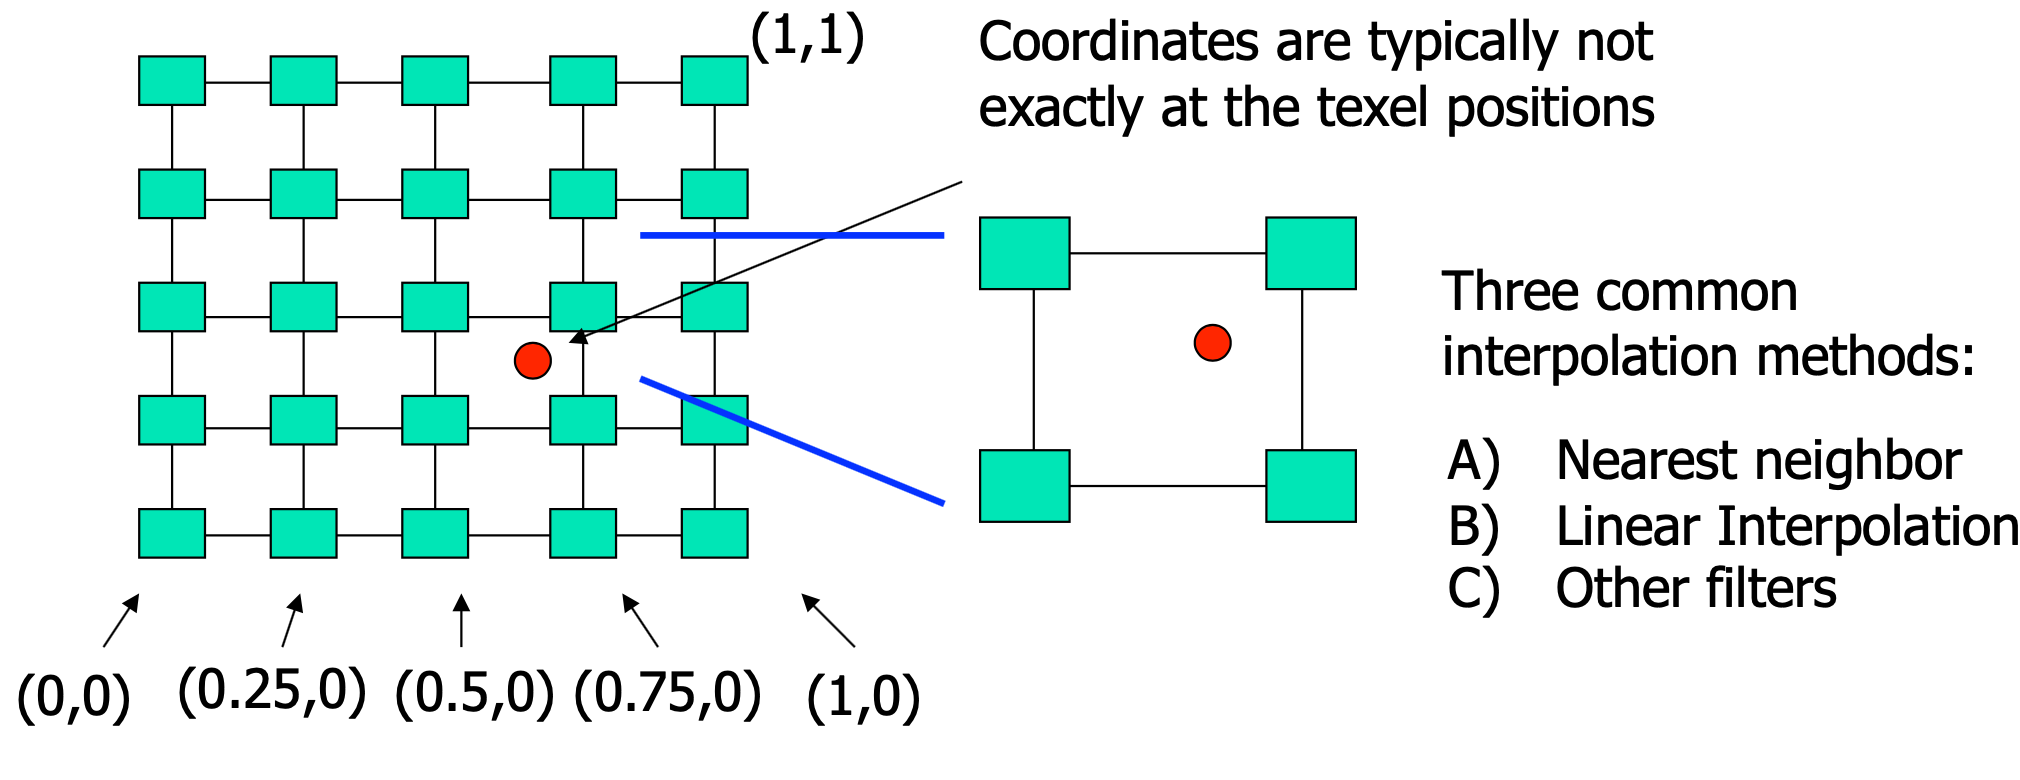 (1,1)
Coordinates are typically not
exactly at the texel positions
Three common
interpolation methods:
A) Nearest neighbor
B) Linear Interpolation
C) Other filters
(0,0) (0.25,0) (0.5,0) (0.75,0) (1,0)